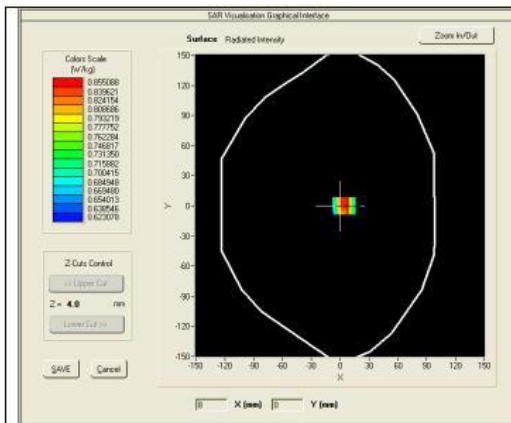 SAR Visualisation Graphical Interface
Surface Radiated Intensity
Zoom In/Out
Colors Scale
(W/kg)
0.855088
0.839621
0.824154
0.808686
0.793219
0.777752
0.762284
0.746817
0.731350
0.715882
0.700415
0.684948
0.669480
0.654013
0.638546
0.623078
150
120
90
60
30
0
-30
-60
-90
-120
-150
Y
-150 -120 -90 -60 -30 0 30 60 90 120 150
X
Z-Cuts Control
<< Upper Cut
Z = 4.0 mm
Lower Cut >>
SAVE Cancel
X (mm) 0 Y (mm)